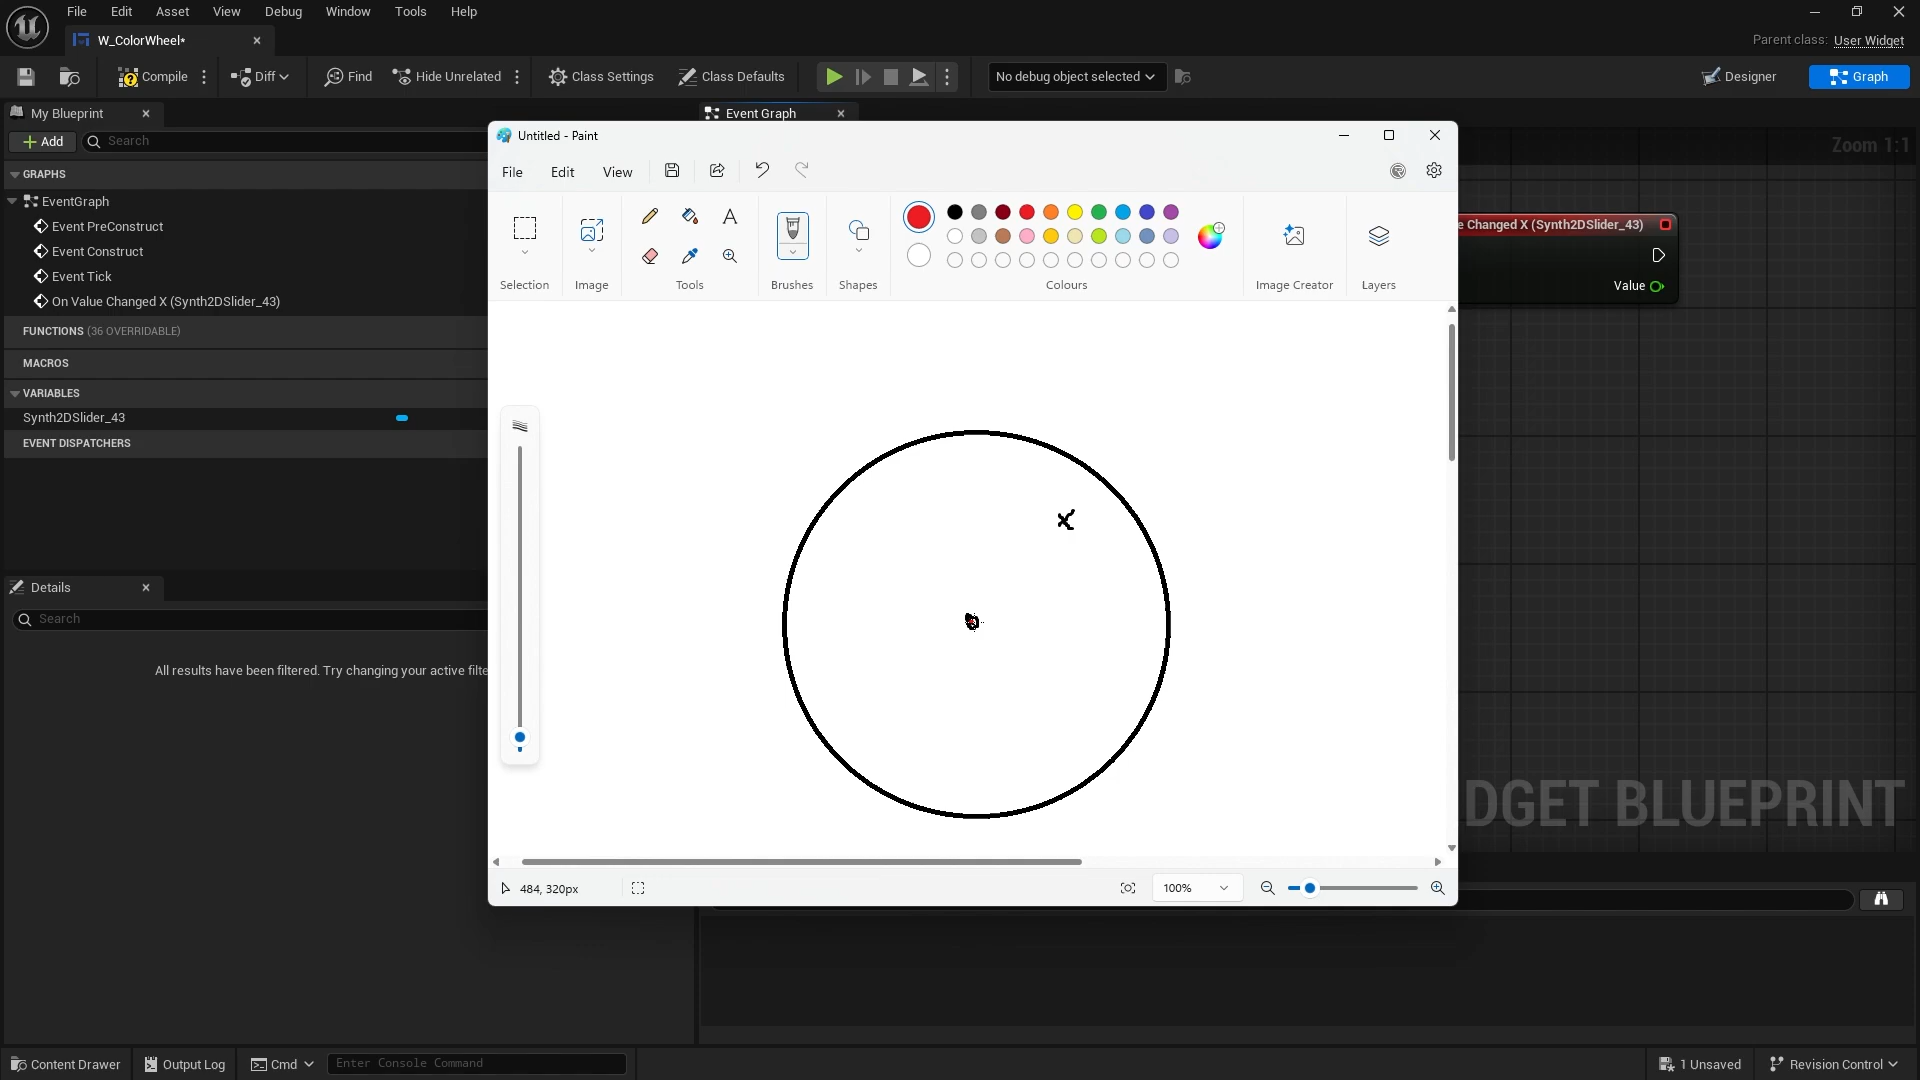 File Edit Asset View Debug Window Tools Help
W_ColorWheel*
Parent class: User Widget
Compile Diff Find Hide Unrelated Class Settings Class Defaults No debug object selected Designer Graph
My Blueprint
Event Graph
Add Search
Zoom 1:1
GRAPHS
EventGraph
Event PreConstruct
Event Construct
Event Tick
On Value Changed X (Synth2DSlider_43)
FUNCTIONS (36 OVERRIDABLE)
MACROS
VARIABLES
Synth2DSlider_43
EVENT DISPATCHERS
Details
Search
All results have been filtered. Try changing your active filte
Untitled - Paint
File Edit View
Selection Image Tools Brushes Shapes Colours Image Creator Layers
x
484, 320px
100%
e Changed X (Synth2DSlider_43)
Value
DGET BLUEPRINT
Content Drawer Output Log Cmd Enter Console Command 1 Unsaved Revision Control